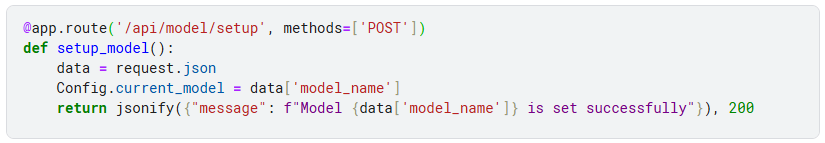 @app.route('/api/model/setup', methods=['POST'])
def setup_model():
    data = request.json
    Config.current_model = data['model_name']
    return jsonify({"message": f"Model {data['model_name']} is set successfully"}), 200